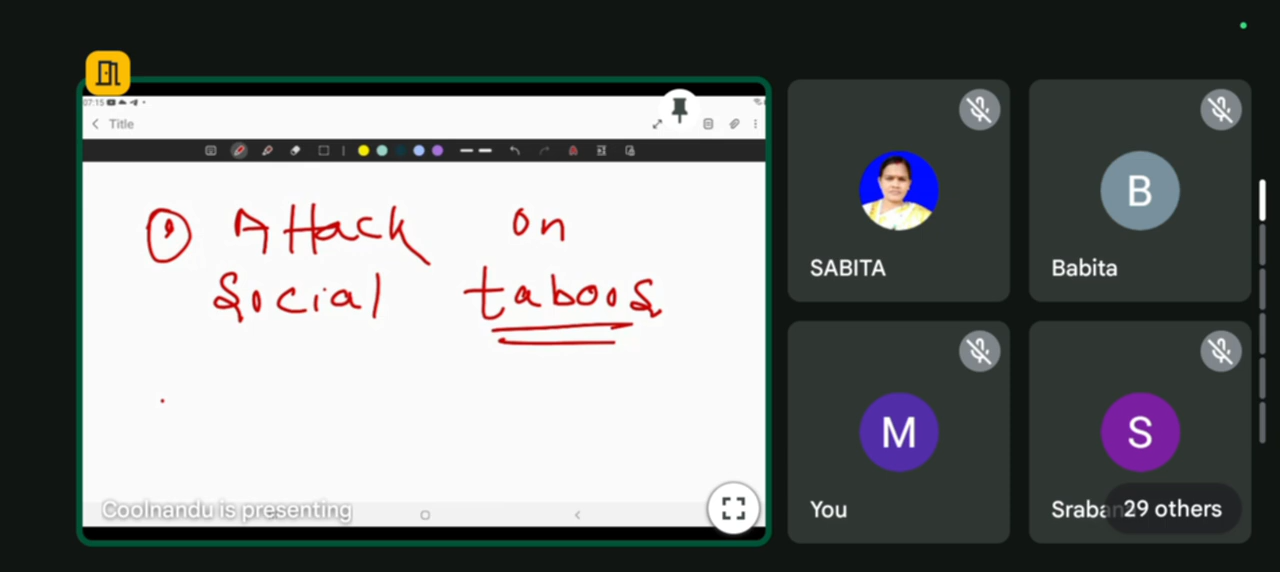 07:15
Title
① Attack on
Social taboos
Coolnandu is presenting
SABITA
B
Babita
M
You
S
29 others